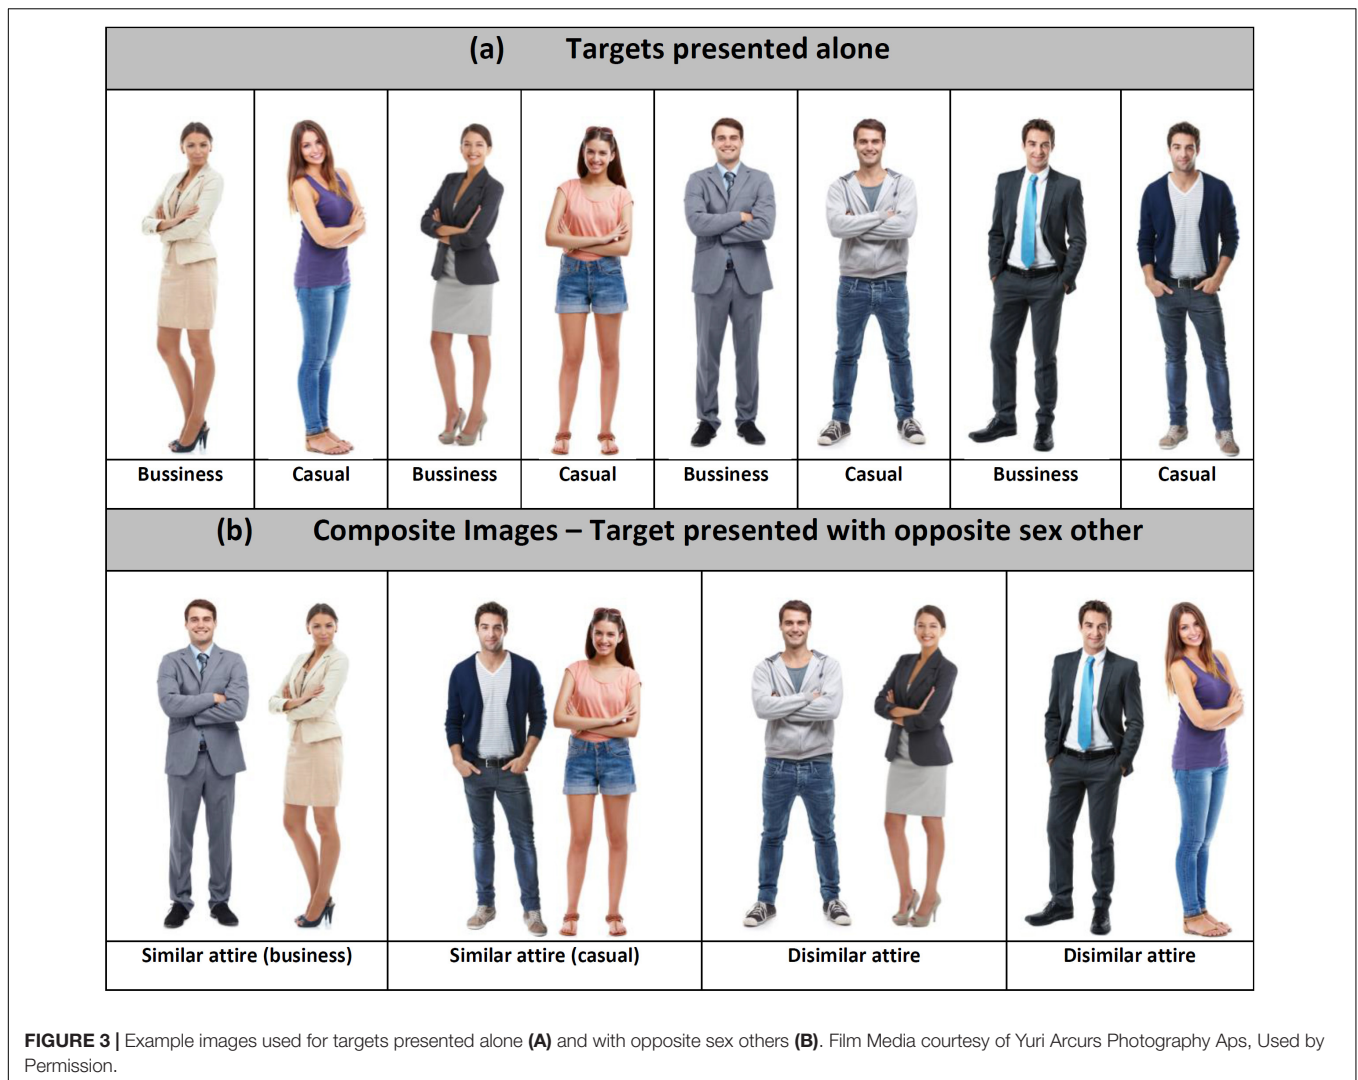 (a) Targets presented alone
Bussiness Casual Bussiness Casual Bussiness Casual Bussiness Casual
(b) Composite Images – Target presented with opposite sex other
Similar attire (business) Similar attire (casual) Disimilar attire Disimilar attire
FIGURE 3 | Example images used for targets presented alone (A) and with opposite sex others (B). Film Media courtesy of Yuri Arcurs Photography Aps, Used by
Permission.